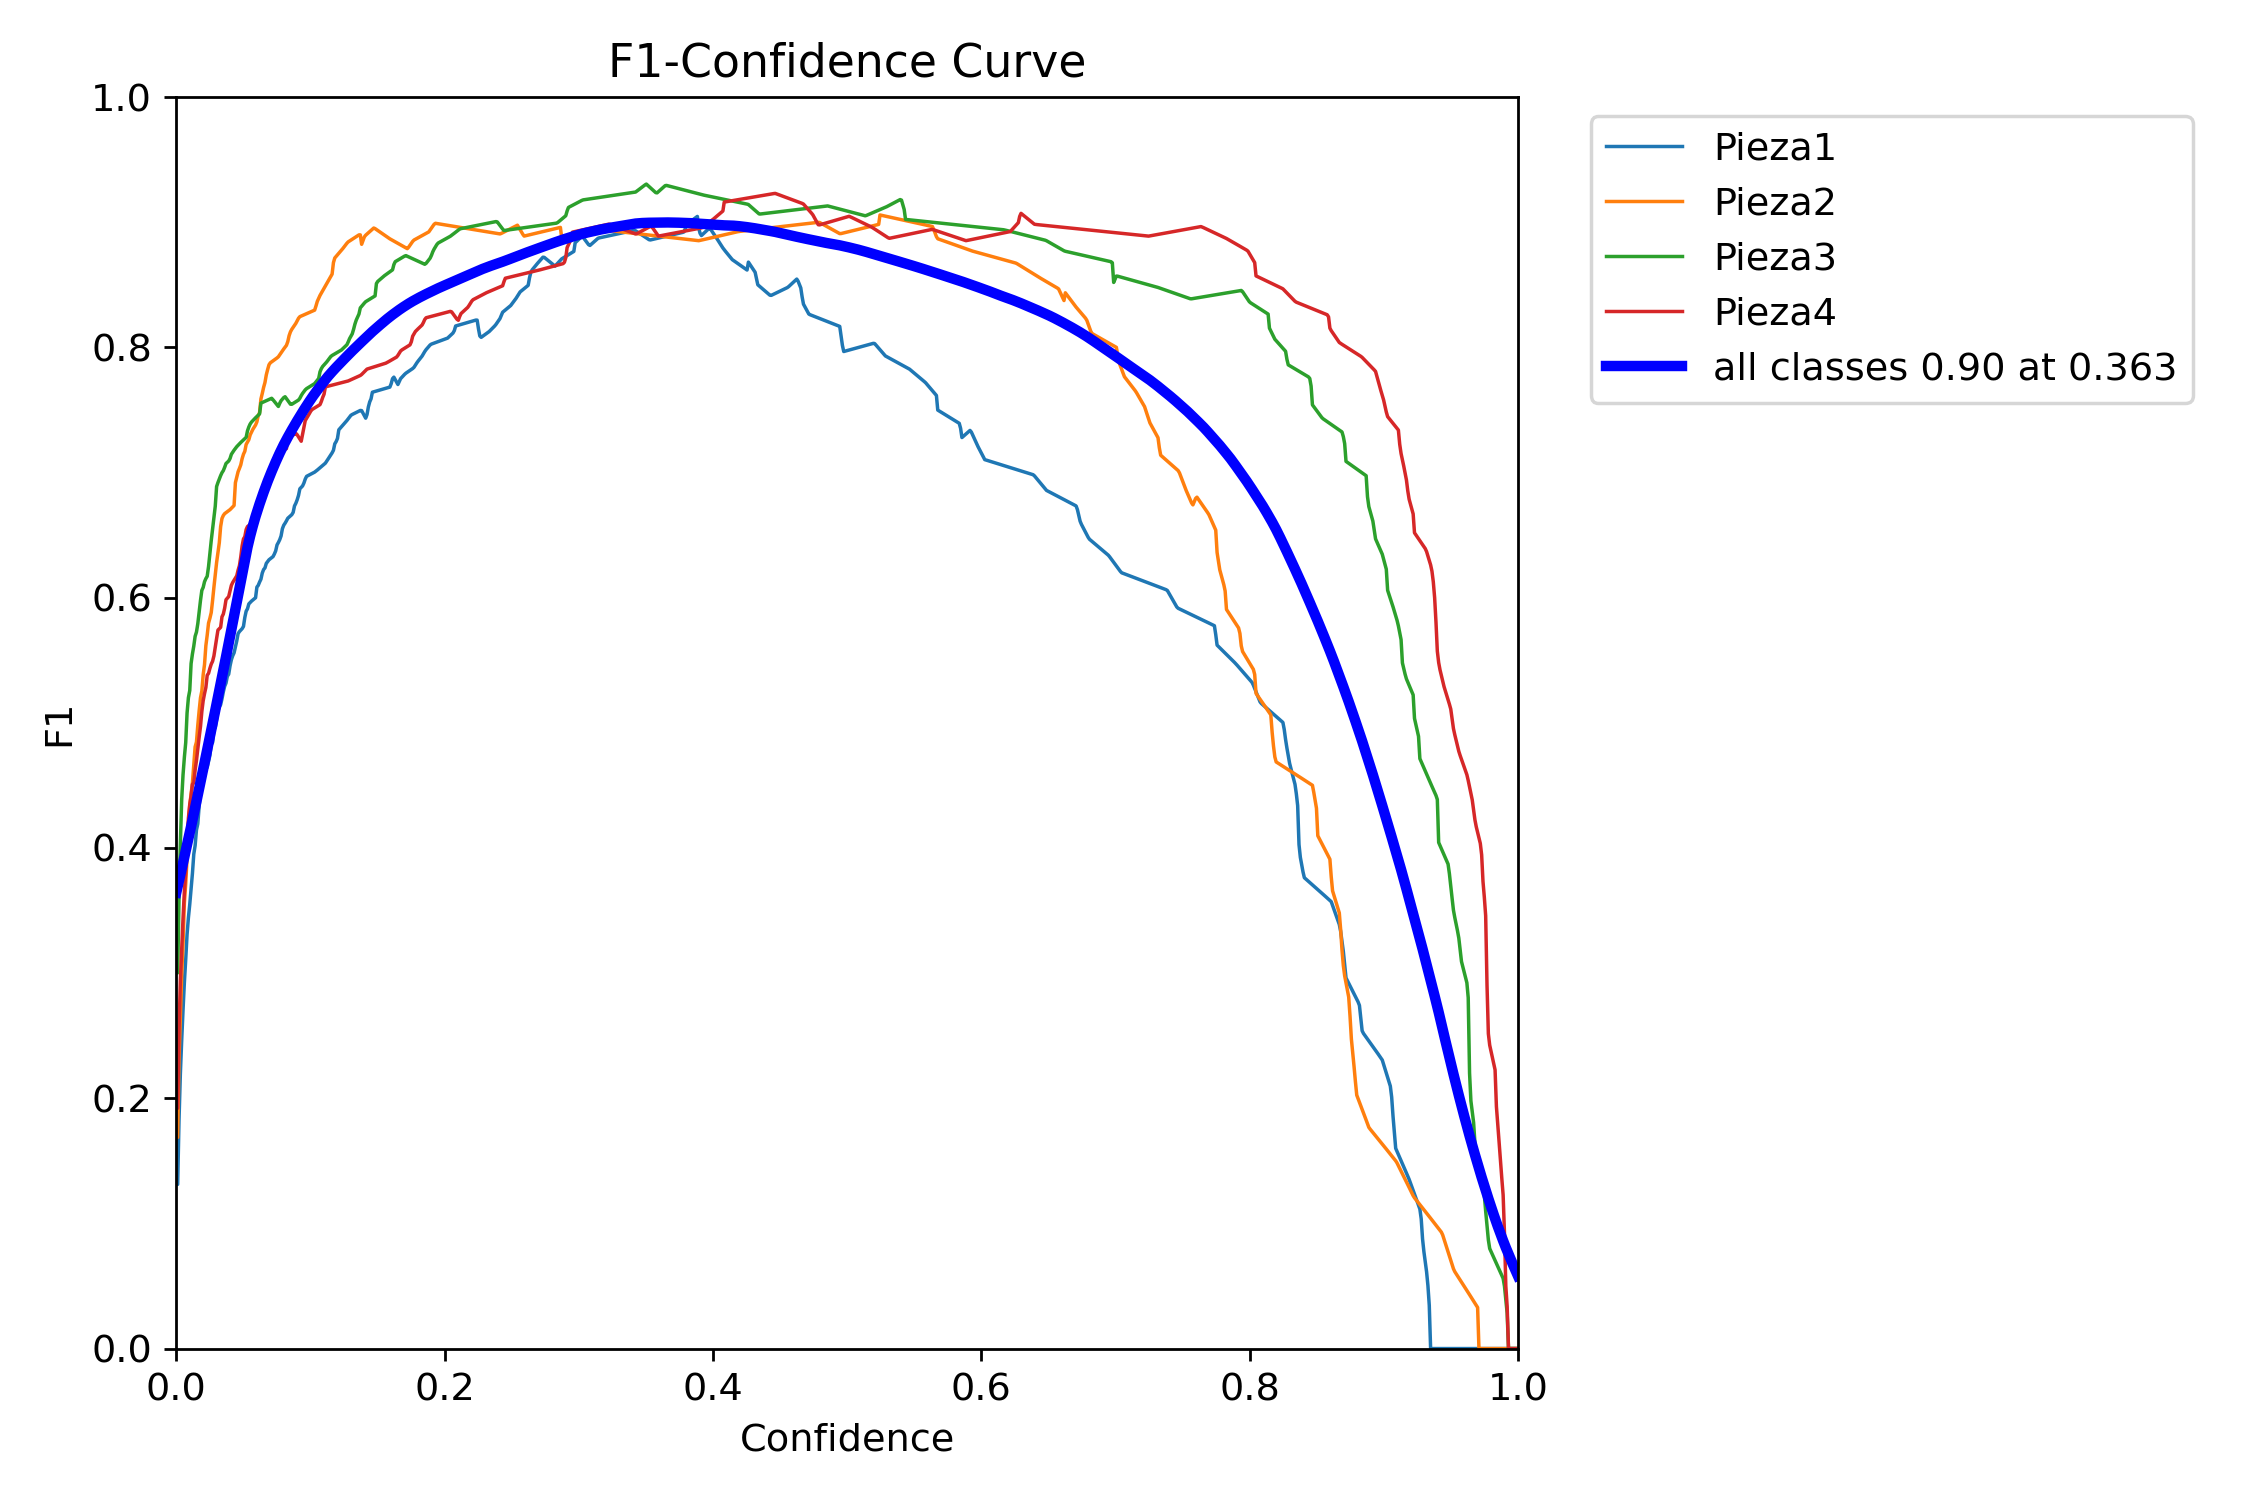 F1-Confidence Curve
1.0
0.8
0.6
0.4
0.2
0.0
F1
0.0 0.2 0.4 0.6 0.8 1.0
Confidence
Pieza1
Pieza2
Pieza3
Pieza4
all classes 0.90 at 0.363